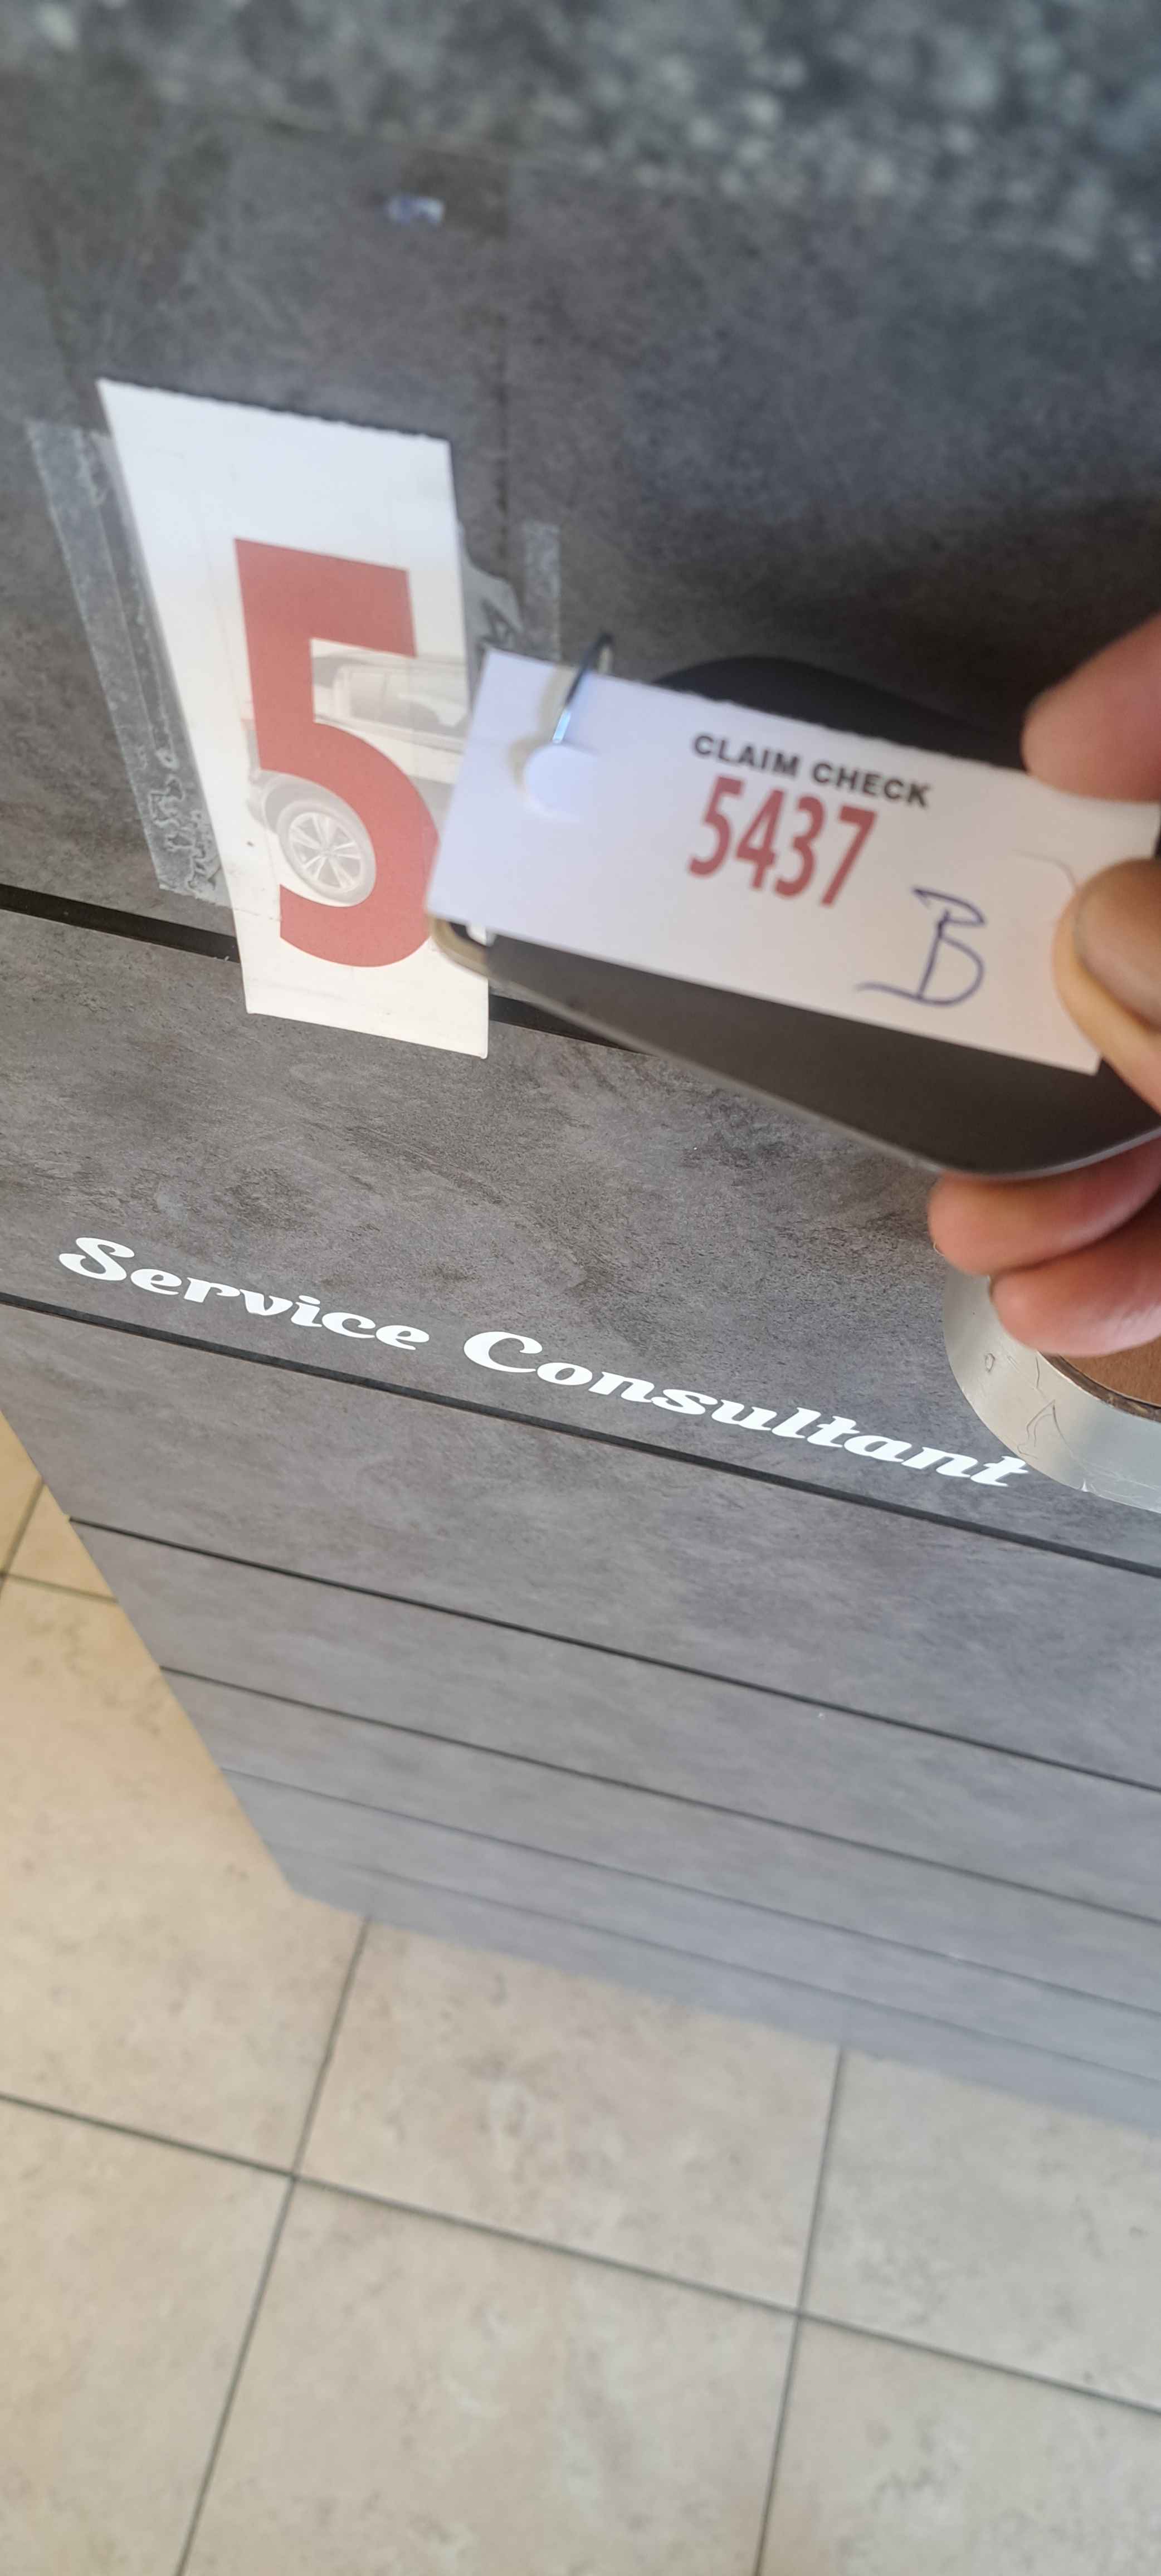 5
CLAIM CHECK
5437
B
Service Consultant